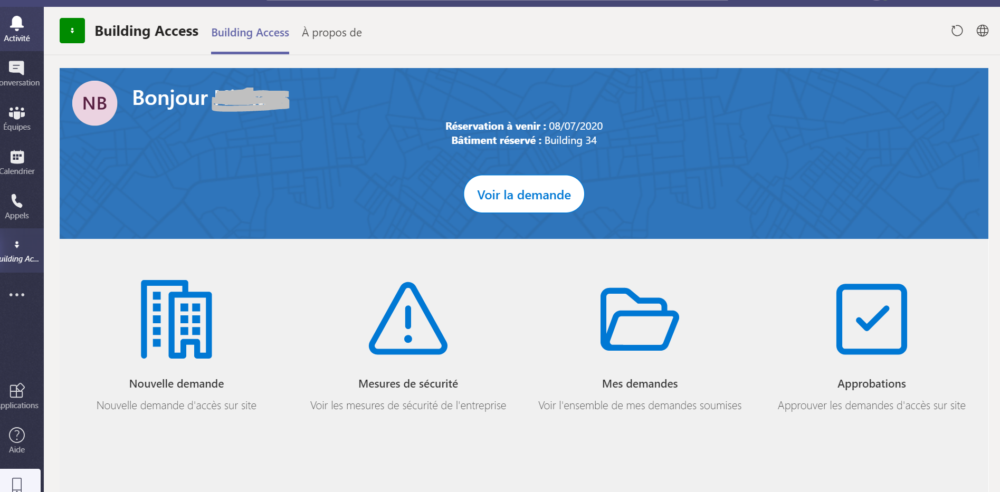 Activité
onversation
Équipes
Calendrier
Appels
uilding Ac...
pplications
Aide
Building Access
Building Access
À propos de
NB
Bonjour
Réservation à venir : 08/07/2020
Bâtiment réservé : Building 34
Voir la demande
Nouvelle demande
Nouvelle demande d'accès sur site
Mesures de sécurité
Voir les mesures de sécurité de l'entreprise
Mes demandes
Voir l'ensemble de mes demandes soumises
Approbations
Approuver les demandes d'accès sur site